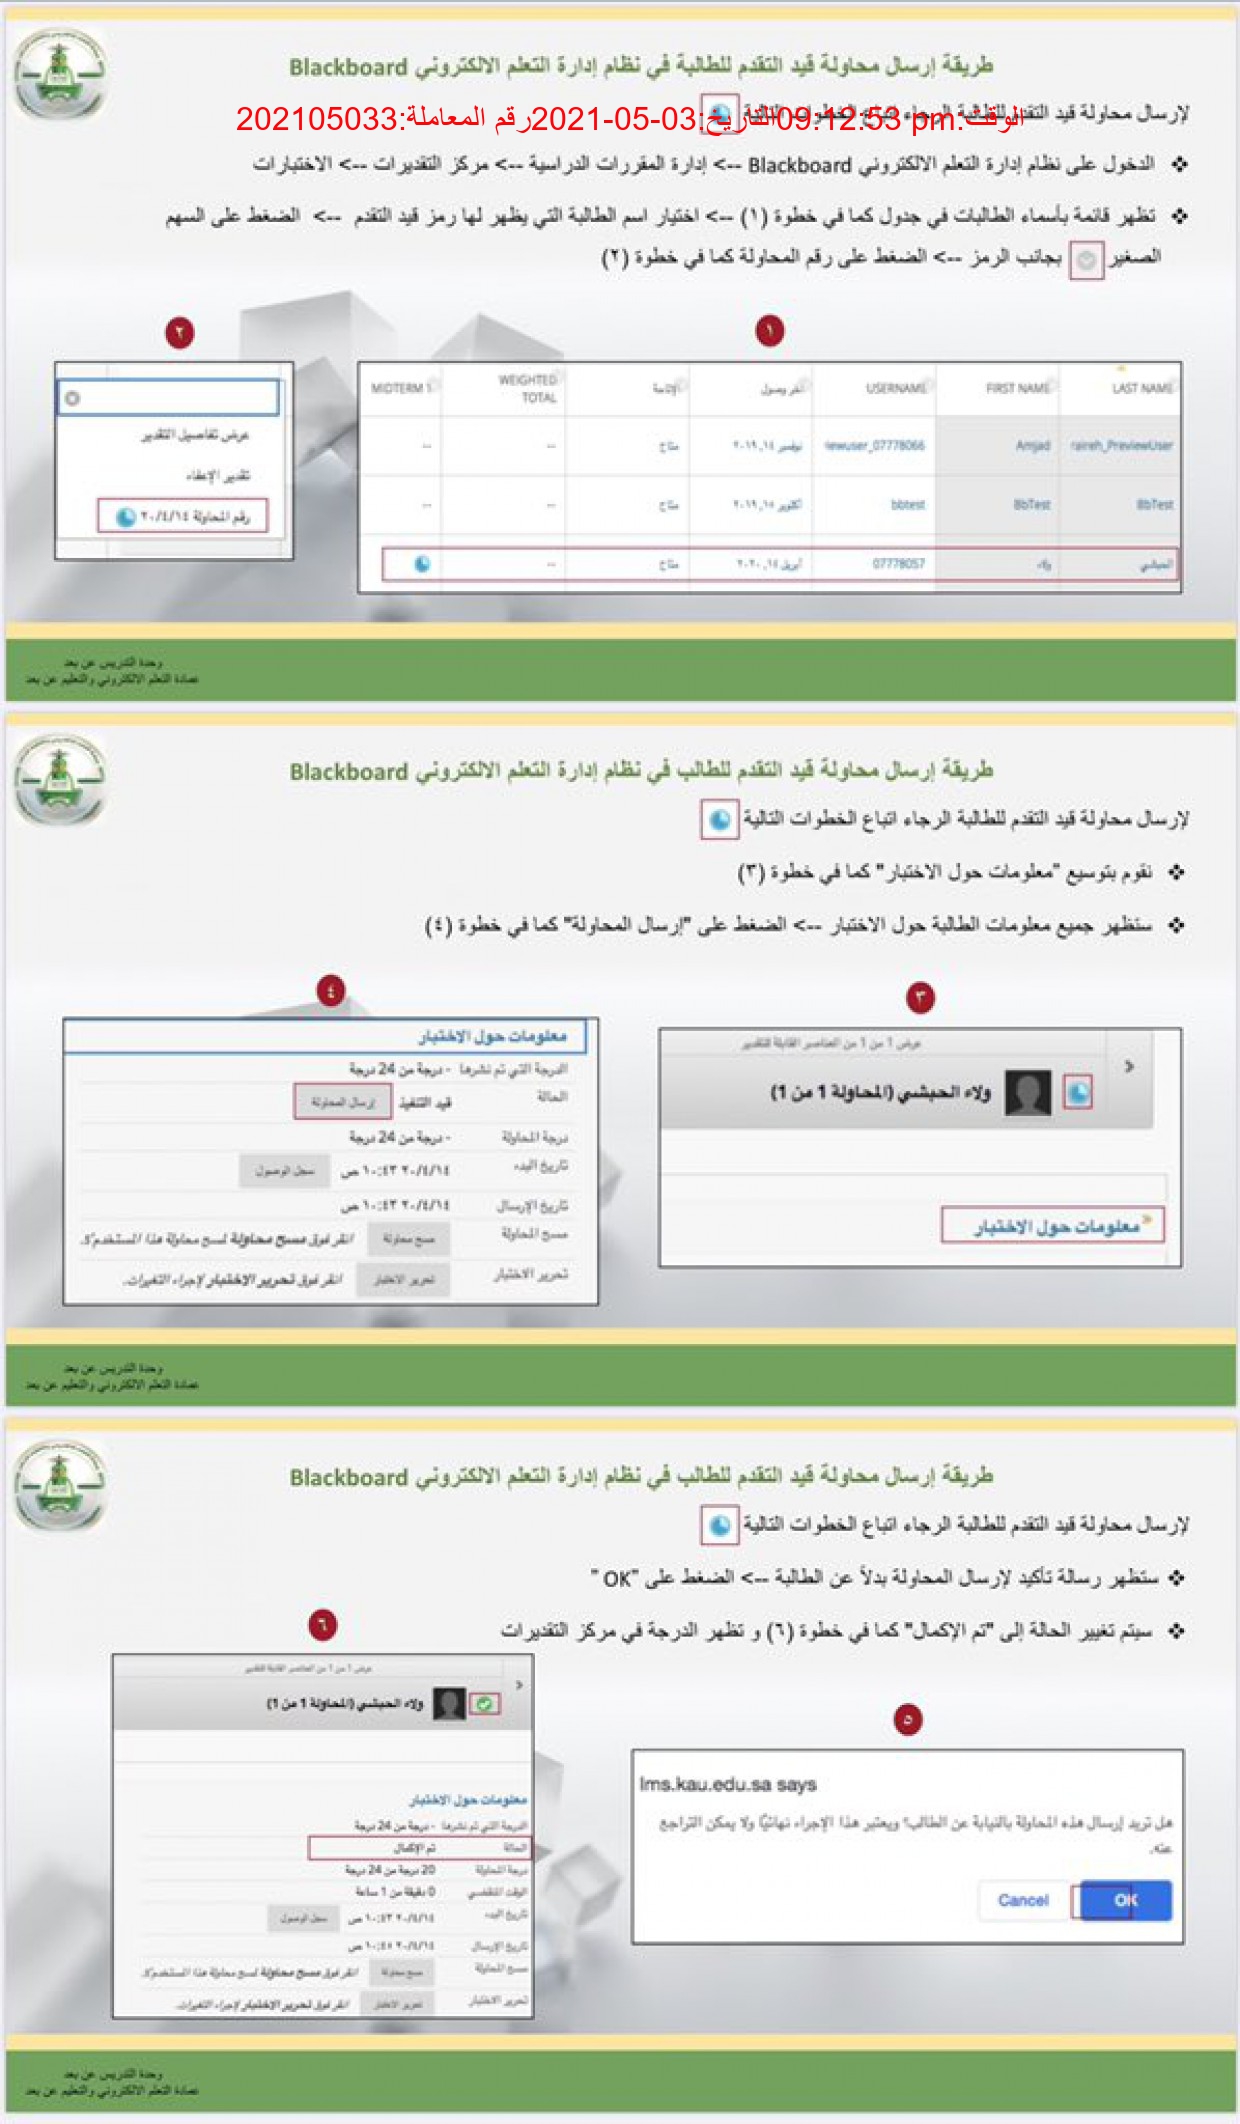 طريقة إرسال محاولة قيد التقدم للطالبة في نظام إدارة التعلم الالكتروني Blackboard
لإرسال محاولة قيد التقدم للطالبة الرجاء اتباع الخطوات التالية
الوقت:09:12:53 pm التاريخ:2021-05-03 رقم المعاملة:202105033
❖ الدخول على نظام إدارة التعلم الالكتروني Blackboard --> إدارة المقررات الدراسية --> مركز التقديرات --> الاختبارات
❖ تظهر قائمة بأسماء الطالبات في جدول كما في خطوة (١) --> اختيار اسم الطالبة التي يظهر لها رمز قيد التقدم --> الضغط على السهم
الصغير بجانب الرمز --> الضغط على رقم المحاولة كما في خطوة (٢)
١
LAST NAME FIRST NAME USERNAME آخر وصول الإتاحة WEIGHTED TOTAL MIDTERM 1
raineh_PreviewUser Amjad iewuser_07778066 نوفمبر ١٤, ٢٠١٩ متاح -- --
BbTest BbTest bbtest أكتوبر ١٥, ٢٠١٩ متاح -- --
الحبشي ولاء 07778057 أبريل ١٤, ٢٠٢٠ متاح --
٢
عرض تفاصيل التقدير
تقدير الإعفاء
رقم المحاولة ٢٠/٤/١٤
وحدة التدريس عن بعد
عمادة التعلم الالكتروني والتعليم عن بعد
طريقة إرسال محاولة قيد التقدم للطالب في نظام إدارة التعلم الالكتروني Blackboard
لإرسال محاولة قيد التقدم للطالبة الرجاء اتباع الخطوات التالية
❖ نقوم بتوسيع "معلومات حول الاختبار" كما في خطوة (٣)
❖ ستظهر جميع معلومات الطالبة حول الاختبار --> الضغط على "إرسال المحاولة" كما في خطوة (٤)
٣
عرض 1 من 1 من العناصر القابلة للتقدير
ولاء الحبشي (المحاولة 1 من 1)
معلومات حول الاختبار
٤
معلومات حول الاختبار
الدرجة التي تم نشرها - درجة من 24 درجة
الحالة قيد التنفيذ إرسال المحاولة
درجة المحاولة - درجة من 24 درجة
تاريخ البدء ٢٠/٤/١٤ ١٠:٤٣ ص سجل الوصول
تاريخ الإرسال ٢٠/٤/١٤ ١٠:٤٣ ص
مسح المحاولة مسح محاولة انقر فوق مسح محاولة لمسح محاولة هذا المستخدم.
تحرير الاختبار تحرير الاختبار انقر فوق تحرير الاختبار لإجراء التغييرات.
وحدة التدريس عن بعد
عمادة التعلم الالكتروني والتعليم عن بعد
طريقة إرسال محاولة قيد التقدم للطالب في نظام إدارة التعلم الالكتروني Blackboard
لإرسال محاولة قيد التقدم للطالبة الرجاء اتباع الخطوات التالية
❖ ستظهر رسالة تأكيد لإرسال المحاولة بدلاً عن الطالبة --> الضغط على "OK"
❖ سيتم تغيير الحالة إلى "تم الإكمال" كما في خطوة (٦) و تظهر الدرجة في مركز التقديرات
٥
lms.kau.edu.sa says
هل تريد إرسال هذه المحاولة بالنيابة عن الطالب؟ ويعتبر هذا الإجراء نهائيًا ولا يمكن التراجع
عنه.
Cancel OK
٦
عرض 1 من 1 من العناصر القابلة للتقدير
ولاء الحبشي (المحاولة 1 من 1)
معلومات حول الاختبار
الدرجة التي تم نشرها - درجة من 24 درجة
الحالة تم الإكمال
درجة المحاولة 20 درجة من 24 درجة
الوقت المنقضي 0 دقيقة من 1 ساعة
تاريخ البدء ٢٠/٤/١٤ ١٠:٤٣ ص سجل الوصول
تاريخ الإرسال ٢٠/٤/١٤ ص
مسح المحاولة مسح محاولة انقر فوق مسح محاولة لمسح محاولة هذا المستخدم.
تحرير الاختبار تحرير الاختبار انقر فوق تحرير الاختبار لإجراء التغييرات.
وحدة التدريس عن بعد
عمادة التعلم الالكتروني والتعليم عن بعد